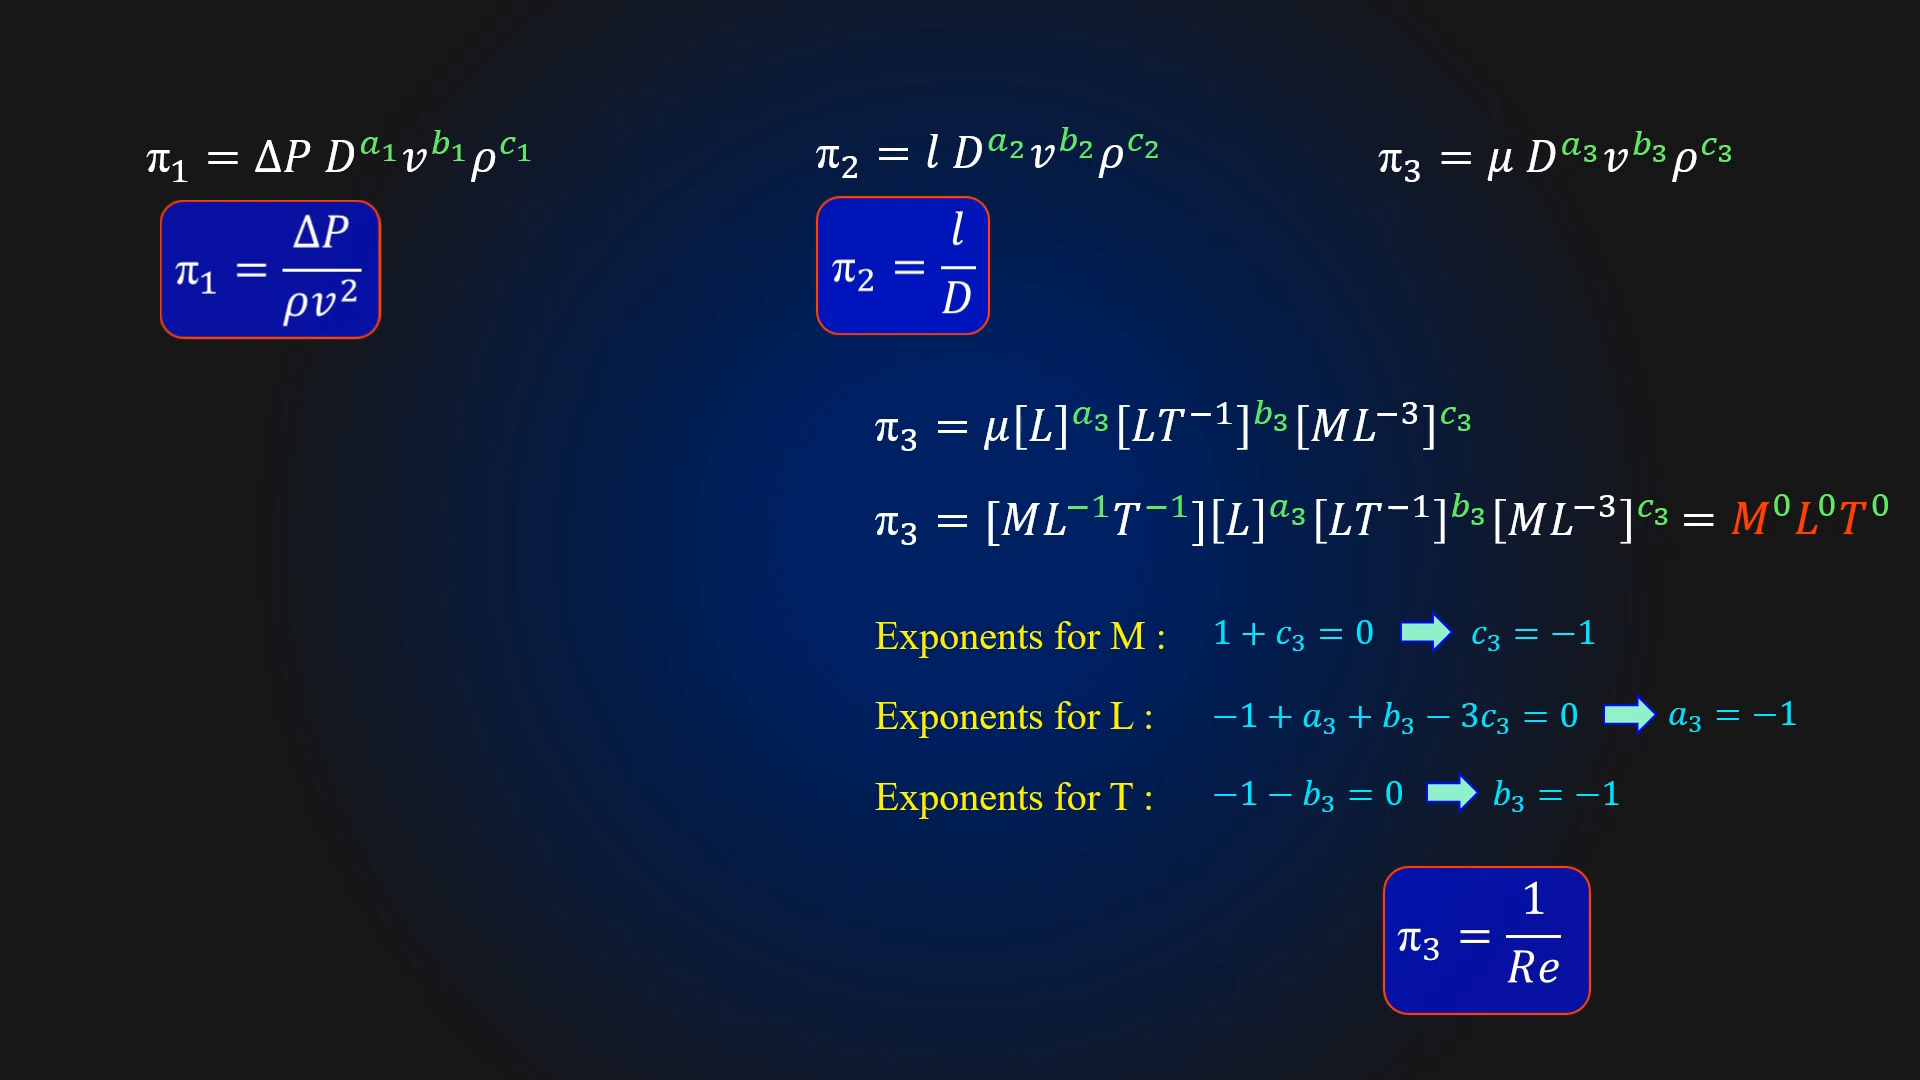 π₁ = ΔP D^{a₁}v^{b₁}ρ^{c₁}
π₂ = l D^{a₂}v^{b₂}ρ^{c₂}
π₃ = μ D^{a₃}v^{b₃}ρ^{c₃}
π₁ = ΔP/ρv²
π₂ = l/D
π₃ = μ[L]^{a₃}[LT⁻¹]^{b₃}[ML⁻³]^{c₃}
π₃ = [ML⁻¹T⁻¹][L]^{a₃}[LT⁻¹]^{b₃}[ML⁻³]^{c₃} = M⁰L⁰T⁰
Exponents for M : 1 + c₃ = 0 ➡ c₃ = −1
Exponents for L : −1 + a₃ + b₃ − 3c₃ = 0 ➡ a₃ = −1
Exponents for T : −1 − b₃ = 0 ➡ b₃ = −1
π₃ = 1/Re